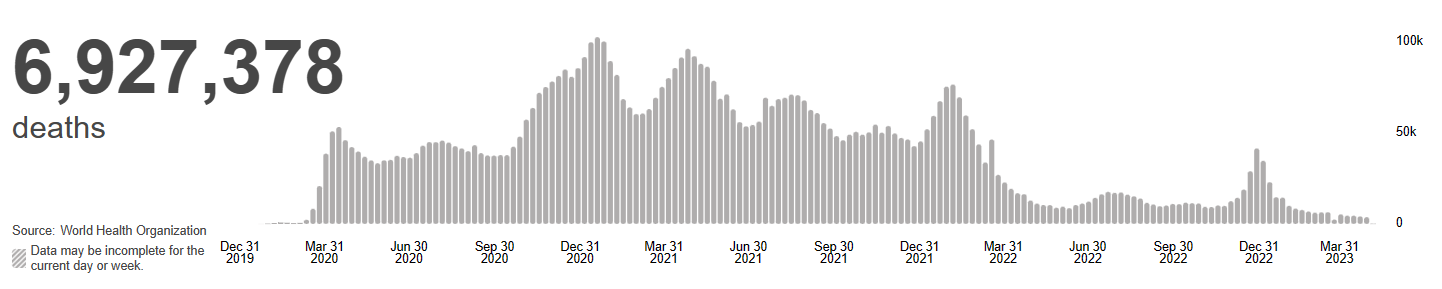 6,927,378
deaths
100k
50k
0
Source: World Health Organization
Data may be incomplete for the
current day or week.
Dec 31
2019
Mar 31
2020
Jun 30
2020
Sep 30
2020
Dec 31
2020
Mar 31
2021
Jun 30
2021
Sep 30
2021
Dec 31
2021
Mar 31
2022
Jun 30
2022
Sep 30
2022
Dec 31
2022
Mar 31
2023